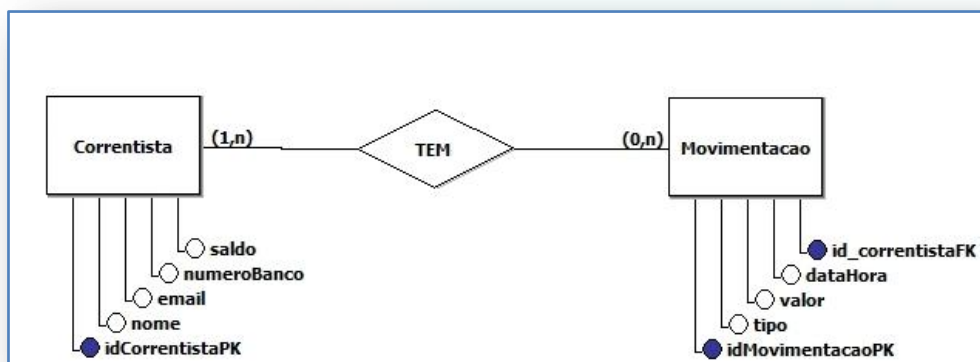 Correntista
(1,n)
TEM
(0,n)
Movimentacao
saldo
numeroBanco
email
nome
idCorrentistaPK
id_correntistaFK
dataHora
valor
tipo
idMovimentacaoPK